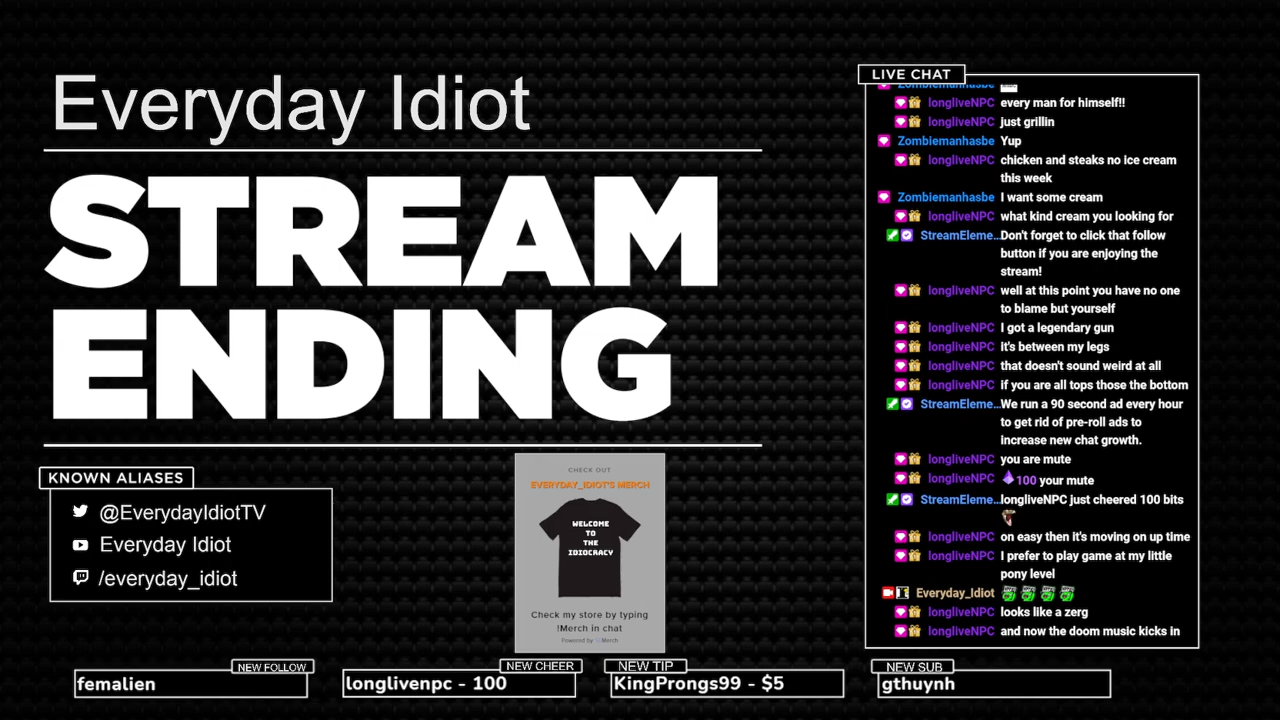 Everyday Idiot
STREAM
ENDING
KNOWN ALIASES
@EverydayIdiotTV
Everyday Idiot
/everyday_idiot
CHECK OUT
EVERYDAY_IDIOT'S MERCH
WELCOME
TO
THE
IDIOCRACY
Check my store by typing
!Merch in chat
Powered by Merch
LIVE CHAT
Zombiemanhasbe
longliveNPC every man for himself!!
longliveNPC just grillin
Zombiemanhasbe Yup
longliveNPC chicken and steaks no ice cream
this week
Zombiemanhasbe I want some cream
longliveNPC what kind cream you looking for
StreamEleme... Don't forget to click that follow
button if you are enjoying the
stream!
longliveNPC well at this point you have no one
to blame but yourself
longliveNPC I got a legendary gun
longliveNPC it's between my legs
longliveNPC that doesn't sound weird at all
longliveNPC if you are all tops those the bottom
StreamEleme... We run a 90 second ad every hour
to get rid of pre-roll ads to
increase new chat growth.
longliveNPC you are mute
longliveNPC 100 your mute
StreamEleme... longliveNPC just cheered 100 bits
longliveNPC on easy then it's moving on up time
longliveNPC I prefer to play game at my little
pony level
Everyday_Idiot
longliveNPC looks like a zerg
longliveNPC and now the doom music kicks in
NEW FOLLOW
femalien
NEW CHEER
longlivenpc - 100
NEW TIP
KingProngs99 - $5
NEW SUB
gthuynh